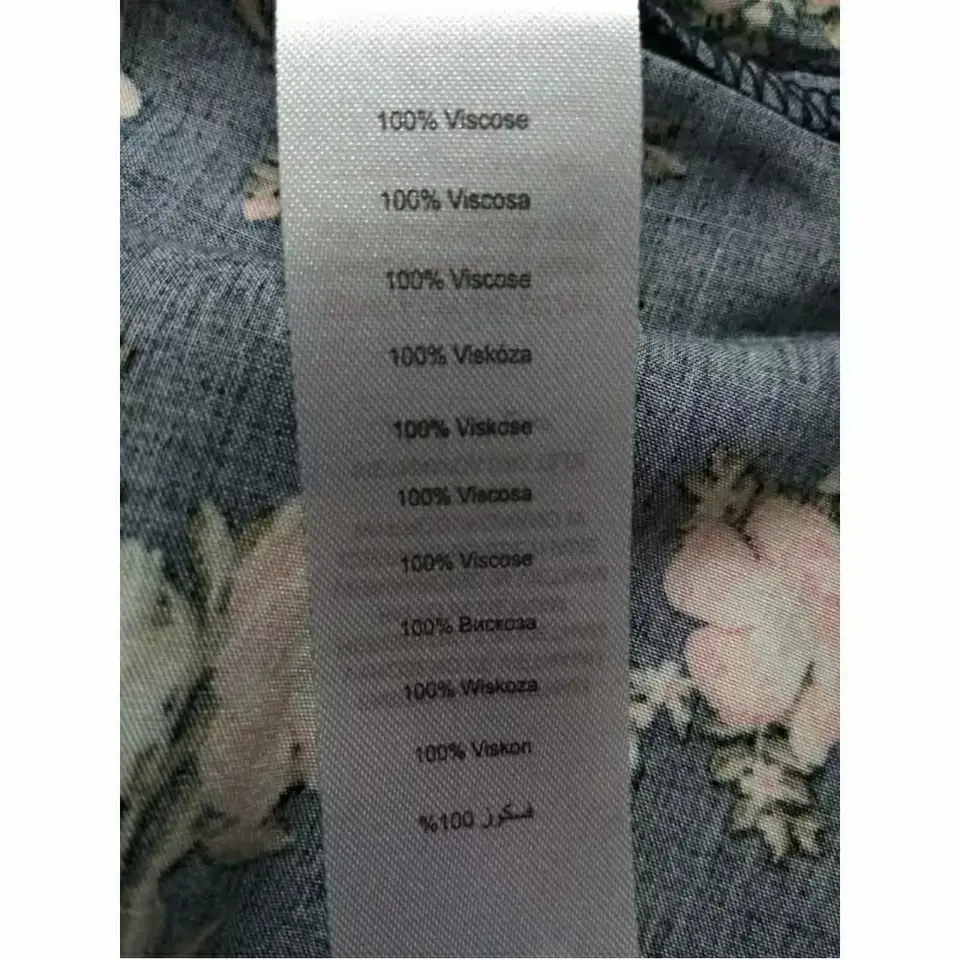 100% Viscose
100% Viscosa
100% Viscose
100% Viskóza
100% Viskose
100% Viscosa
100% Viscose
100% Вискоза
100% Wiskoza
100% Viskon
فسكوز 100%